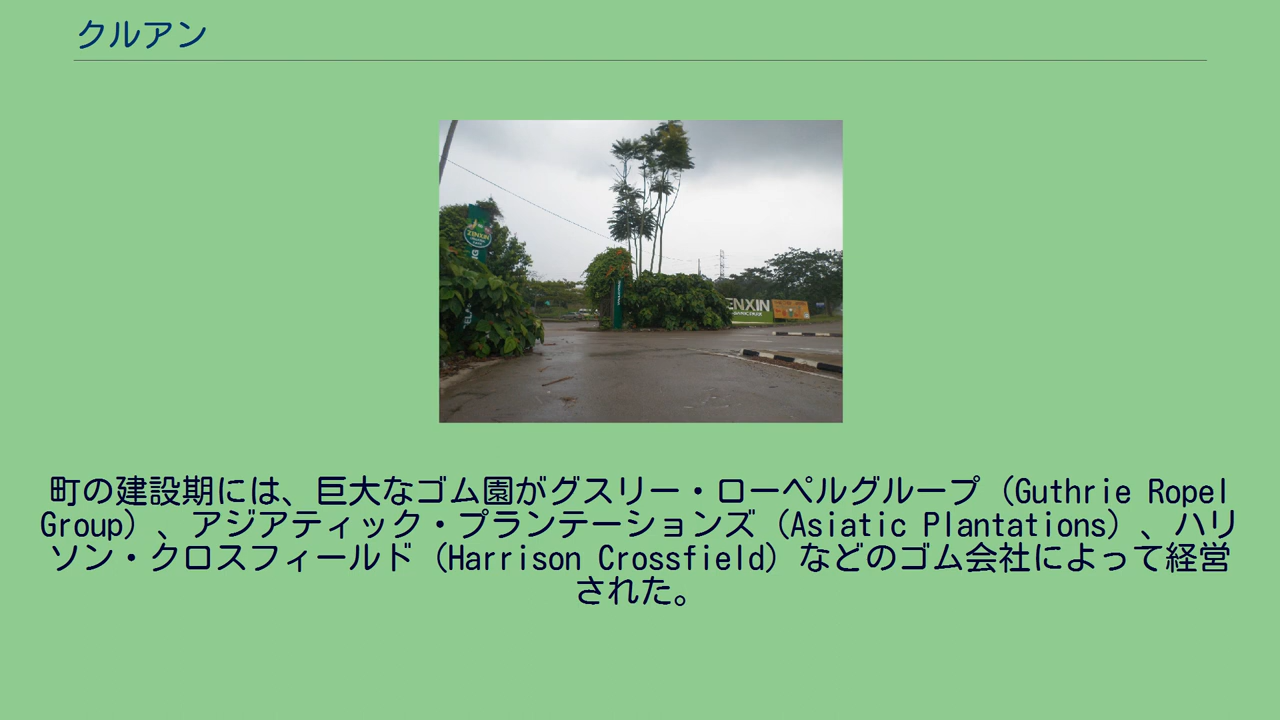 クルアン
ZENXIN
ENXIN
町の建設期には、巨大なゴム園がグスリー・ローペルグループ（Guthrie Ropel
Group）、アジアティック・プランテーションズ（Asiatic Plantations）、ハリ
ソン・クロスフィールド（Harrison Crossfield）などのゴム会社によって経営
された。